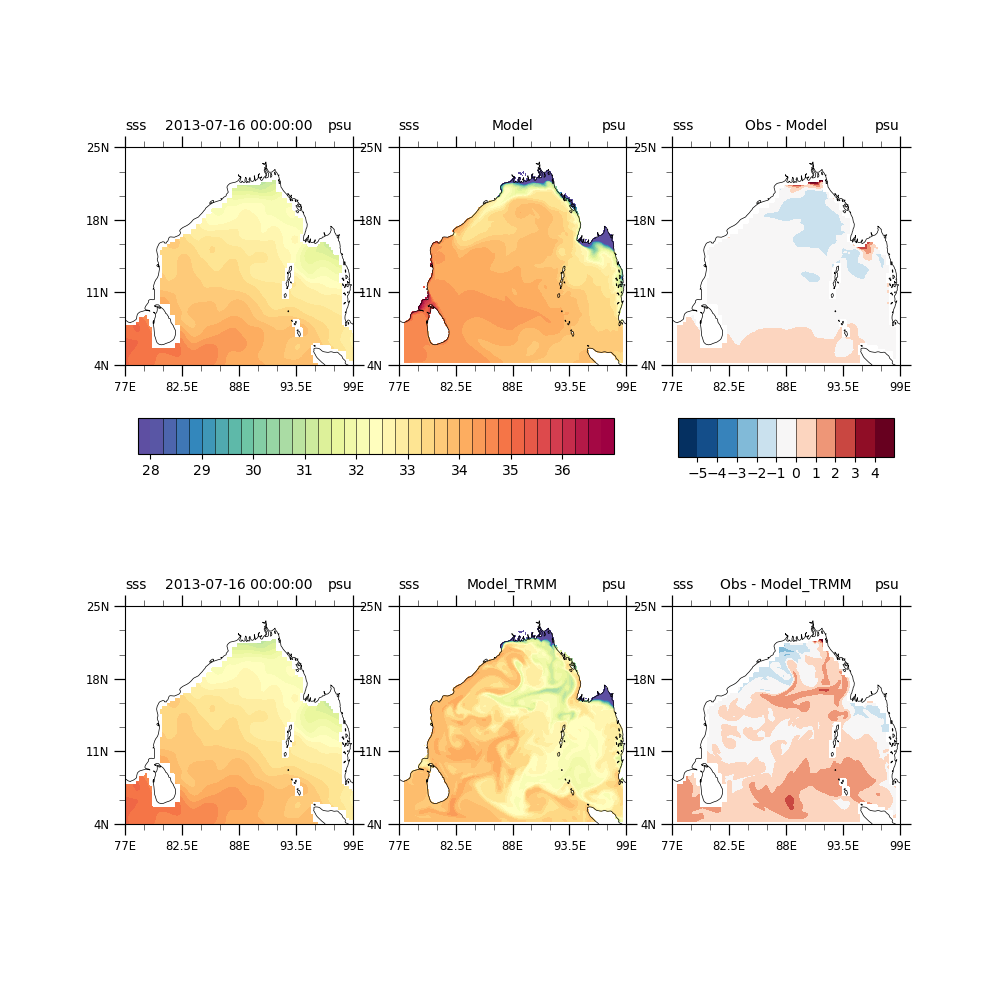 sss 2013-07-16 00:00:00 psu
sss Model psu
sss Obs - Model psu
25N
18N
11N
4N
77E 82.5E 88E 93.5E 99E
25N
18N
11N
4N
77E 82.5E 88E 93.5E 99E
25N
18N
11N
4N
77E 82.5E 88E 93.5E 99E
28 29 30 31 32 33 34 35 36
−5 −4 −3 −2 −1 0 1 2 3 4
sss 2013-07-16 00:00:00 psu
sss Model_TRMM psu
sss Obs - Model_TRMM psu
25N
18N
11N
4N
77E 82.5E 88E 93.5E 99E
25N
18N
11N
4N
77E 82.5E 88E 93.5E 99E
25N
18N
11N
4N
77E 82.5E 88E 93.5E 99E